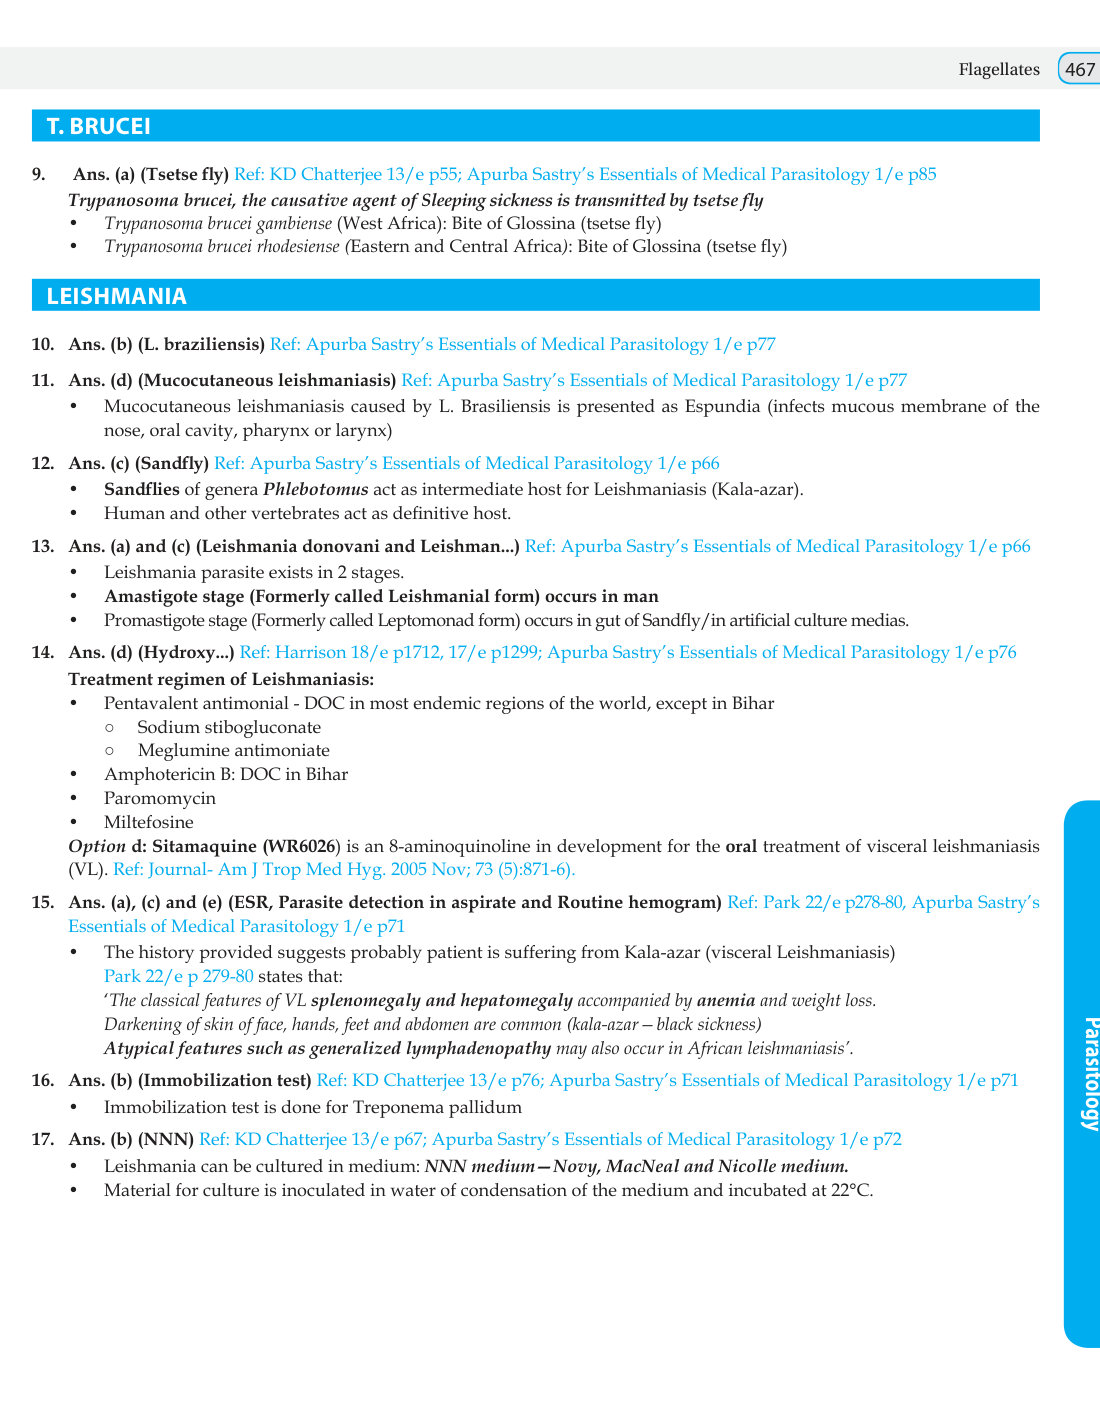 Flagellates 467
T. BRUCEI
9. Ans. (a) (Tsetse fly) Ref: KD Chatterjee 13/e p55; Apurba Sastry’s Essentials of Medical Parasitology 1/e p85
Trypanosoma brucei, the causative agent of Sleeping sickness is transmitted by tsetse fly
• Trypanosoma brucei gambiense (West Africa): Bite of Glossina (tsetse fly)
• Trypanosoma brucei rhodesiense (Eastern and Central Africa): Bite of Glossina (tsetse fly)
LEISHMANIA
10. Ans. (b) (L. braziliensis) Ref: Apurba Sastry’s Essentials of Medical Parasitology 1/e p77
11. Ans. (d) (Mucocutaneous leishmaniasis) Ref: Apurba Sastry’s Essentials of Medical Parasitology 1/e p77
• Mucocutaneous leishmaniasis caused by L. Brasiliensis is presented as Espundia (infects mucous membrane of the
nose, oral cavity, pharynx or larynx)
12. Ans. (c) (Sandfly) Ref: Apurba Sastry’s Essentials of Medical Parasitology 1/e p66
• Sandflies of genera Phlebotomus act as intermediate host for Leishmaniasis (Kala-azar).
• Human and other vertebrates act as definitive host.
13. Ans. (a) and (c) (Leishmania donovani and Leishman...) Ref: Apurba Sastry’s Essentials of Medical Parasitology 1/e p66
• Leishmania parasite exists in 2 stages.
• Amastigote stage (Formerly called Leishmanial form) occurs in man
• Promastigote stage (Formerly called Leptomonad form) occurs in gut of Sandfly/in artificial culture medias.
14. Ans. (d) (Hydroxy...) Ref: Harrison 18/e p1712, 17/e p1299; Apurba Sastry’s Essentials of Medical Parasitology 1/e p76
Treatment regimen of Leishmaniasis:
• Pentavalent antimonial - DOC in most endemic regions of the world, except in Bihar
○ Sodium stibogluconate
○ Meglumine antimoniate
• Amphotericin B: DOC in Bihar
• Paromomycin
• Miltefosine
Option d: Sitamaquine (WR6026) is an 8-aminoquinoline in development for the oral treatment of visceral leishmaniasis
(VL). Ref: Journal- Am J Trop Med Hyg. 2005 Nov; 73 (5):871-6).
15. Ans. (a), (c) and (e) (ESR, Parasite detection in aspirate and Routine hemogram) Ref: Park 22/e p278-80, Apurba Sastry’s
Essentials of Medical Parasitology 1/e p71
• The history provided suggests probably patient is suffering from Kala-azar (visceral Leishmaniasis)
Park 22/e p 279-80 states that:
‘The classical features of VL splenomegaly and hepatomegaly accompanied by anemia and weight loss.
Darkening of skin of face, hands, feet and abdomen are common (kala-azar—black sickness)
Atypical features such as generalized lymphadenopathy may also occur in African leishmaniasis’.
16. Ans. (b) (Immobilization test) Ref: KD Chatterjee 13/e p76; Apurba Sastry’s Essentials of Medical Parasitology 1/e p71
• Immobilization test is done for Treponema pallidum
17. Ans. (b) (NNN) Ref: KD Chatterjee 13/e p67; Apurba Sastry’s Essentials of Medical Parasitology 1/e p72
• Leishmania can be cultured in medium: NNN medium—Novy, MacNeal and Nicolle medium.
• Material for culture is inoculated in water of condensation of the medium and incubated at 22°C.
Parasitology